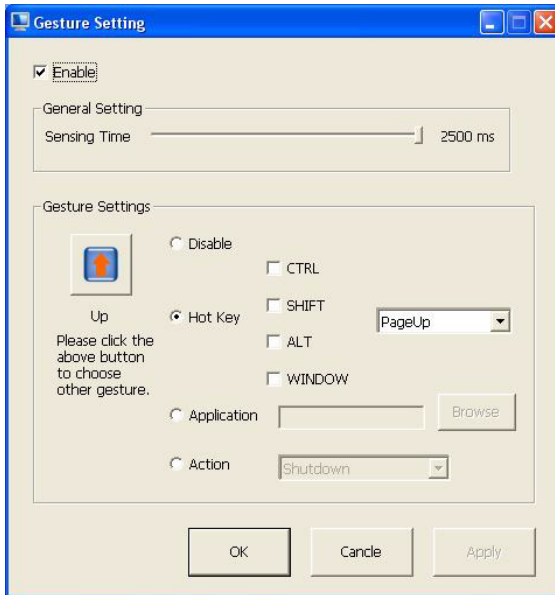 Gesture Setting
Enable
General Setting
Sensing Time 2500 ms
Gesture Settings
Disable
CTRL
SHIFT
Up Hot Key PageUp
Please click the
above button
to choose
other gesture.
ALT
WINDOW
Application Browse
Action Shutdown
OK Cancle Apply